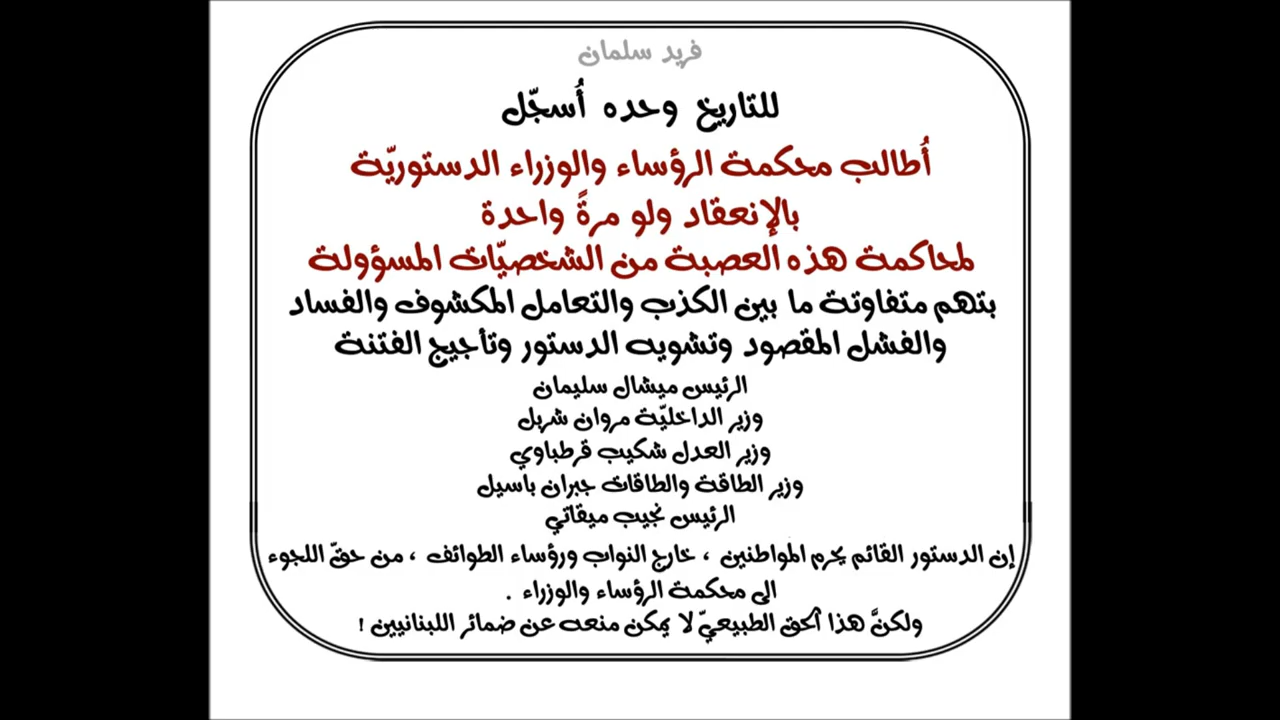 فريد سلمان
للتاريخ وحده أُسجّل
أُطالب محكمة الرؤساء والوزراء الدستوريّة
بالإنعقاد ولو مرةً واحدة
لمحاكمة هذه العصبة من الشخصيّات المسؤولة
بتهم متفاوتة ما بين الكذب والتعامل المكشوف والفساد
والفشل المقصود وتشويه الدستور وتأجيج الفتنة
الرئيس ميشال سليمان
وزير الداخليّة مروان شربل
وزير العدل شكيب قرطباوي
وزير الطاقة والطاقات جبران باسيل
الرئيس نجيب ميقاتي
إن الدستور القائم يحرم المواطنين ، خارج النواب ورؤساء الطوائف ، من حقّ اللجوء
الى محكمة الرؤساء والوزراء .
ولكنَّ هذا ألحق الطبيعيّ لا يمكن منعه عن ضمائر اللبنانيين !